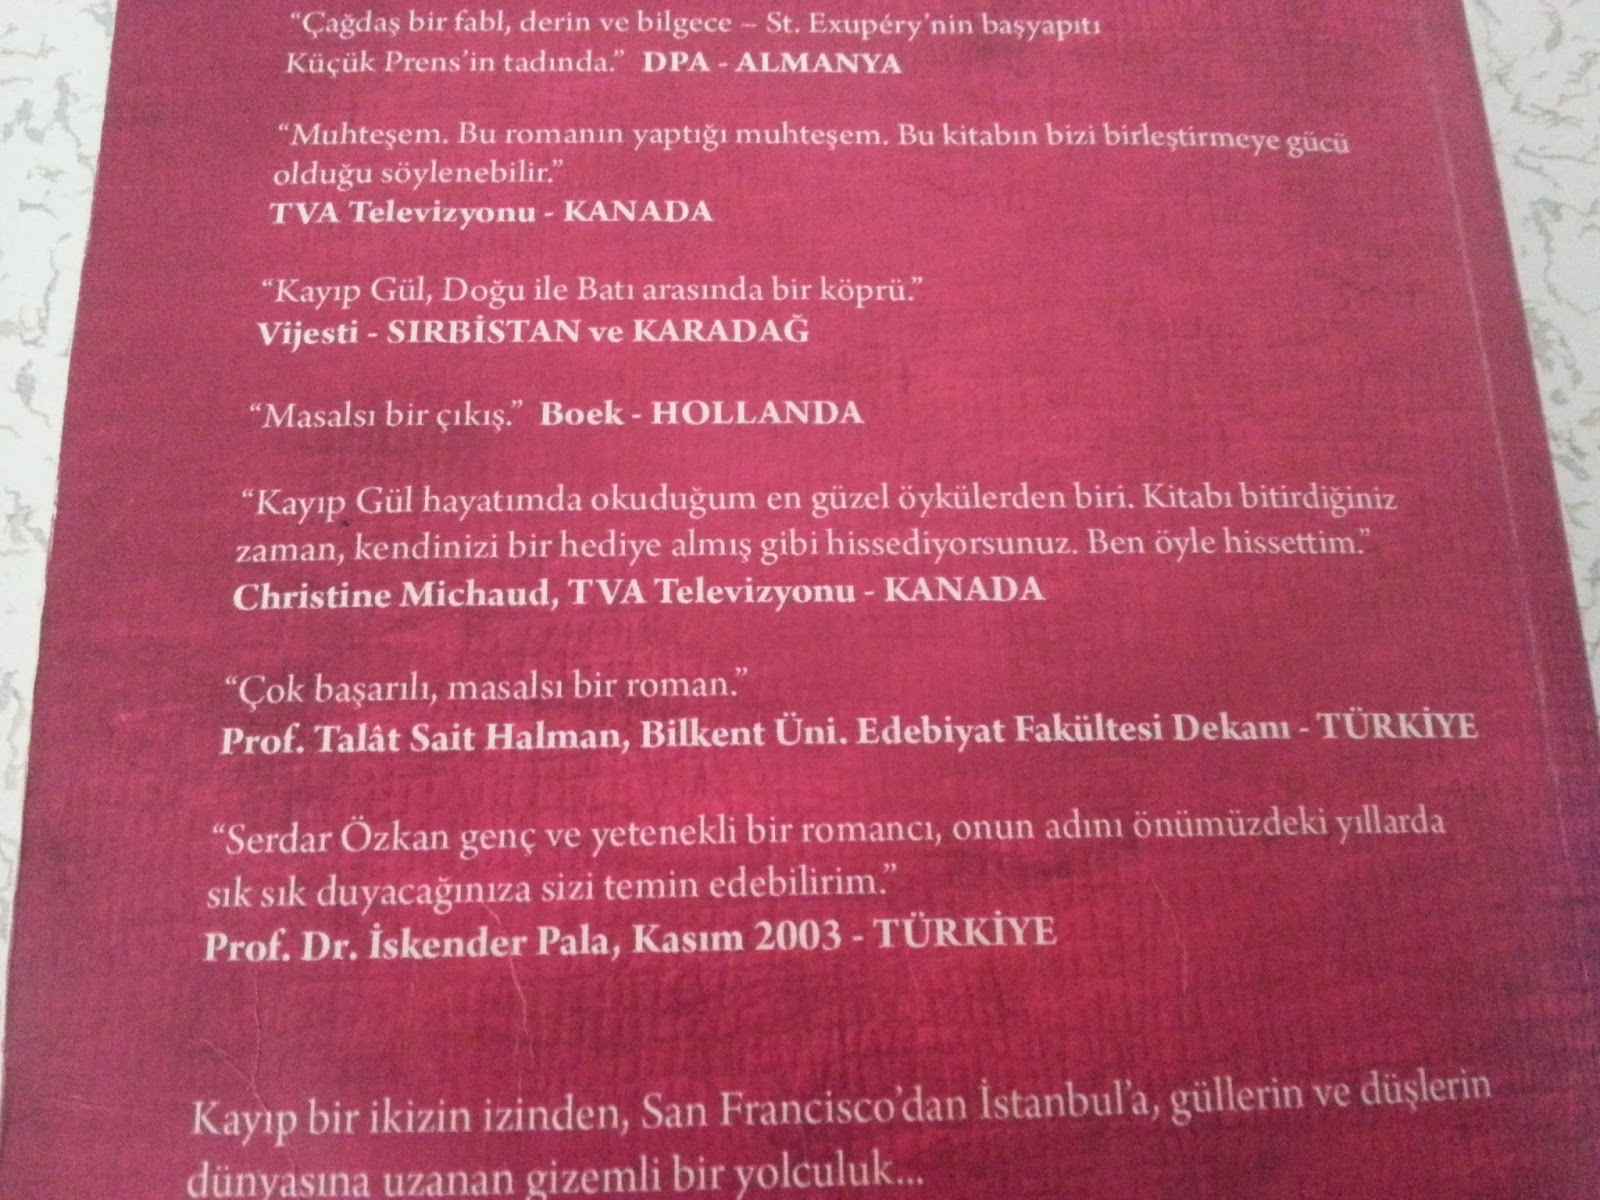 “Çağdaş bir fabl, derin ve bilgece – St. Exupéry’nin başyapıtı
Küçük Prens’in tadında.” DPA - ALMANYA
“Muhteşem. Bu romanın yaptığı muhteşem. Bu kitabın bizi birleştirmeye gücü
olduğu söylenebilir.”
TVA Televizyonu - KANADA
“Kayıp Gül, Doğu ile Batı arasında bir köprü.”
Vijesti - SIRBİSTAN ve KARADAĞ
“Masalsı bir çıkış.” Boek - HOLLANDA
“Kayıp Gül hayatımda okuduğum en güzel öykülerden biri. Kitabı bitirdiğiniz
zaman, kendinizi bir hediye almış gibi hissediyorsunuz. Ben öyle hissettim.”
Christine Michaud, TVA Televizyonu - KANADA
“Çok başarılı, masalsı bir roman.”
Prof. Talât Sait Halman, Bilkent Üni. Edebiyat Fakültesi Dekanı - TÜRKİYE
“Serdar Özkan genç ve yetenekli bir romancı, onun adını önümüzdeki yıllarda
sık sık duyacağınıza sizi temin edebilirim.”
Prof. Dr. İskender Pala, Kasım 2003 - TÜRKİYE
Kayıp bir ikizin izinden, San Francisco’dan İstanbul’a, güllerin ve düşlerin
dünyasına uzanan gizemli bir yolculuk...